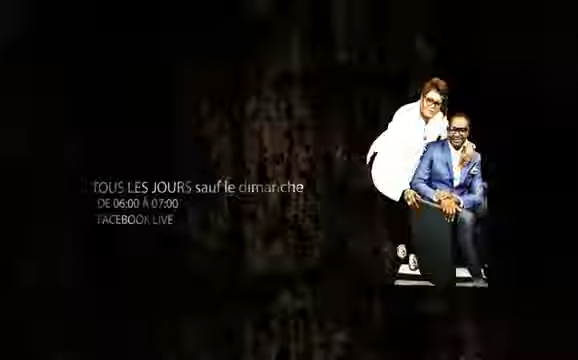 TOUS LES JOURS sauf le dimanche
DE 06:00 À 07:00
FACEBOOK LIVE